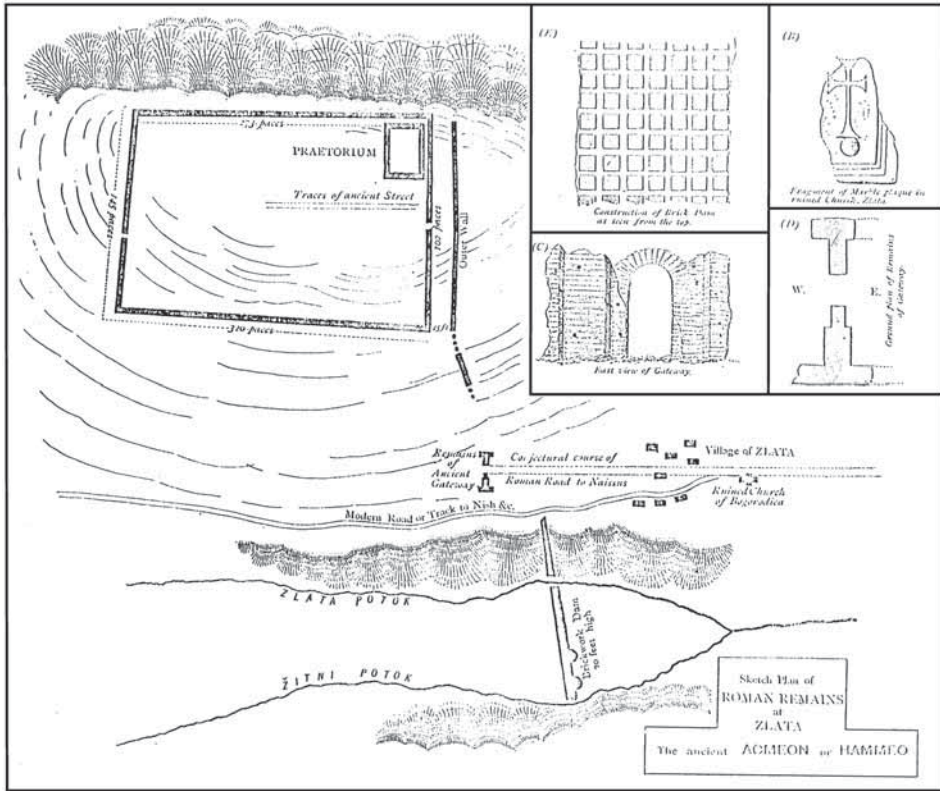 paces
PRAETORIUM
Traces of ancient Street
102 paces
Outer Wall
310 paces
15ft
(E)
Construction of Brick Dam
as seen from the top.
(B)
Fragment of Marble plaque in
ruined Church, Zlata
(C)
East view of Gateway.
(D)
W.
E.
Ground plan of Remains
of Gateway.
Remains
of
Ancient
Gateway
Conjectural course of
Roman Road to Naisus
Village of ZLATA
Ruined Church
of Bogorodica
Modern Road or Track to Nish &c.
ZLATA POTOK
Brickwork Dam
feet high
ŽITNI POTOK
Sketch Plan of
ROMAN REMAINS
at
ZLATA
The ancient ACMEON or HAMMEO